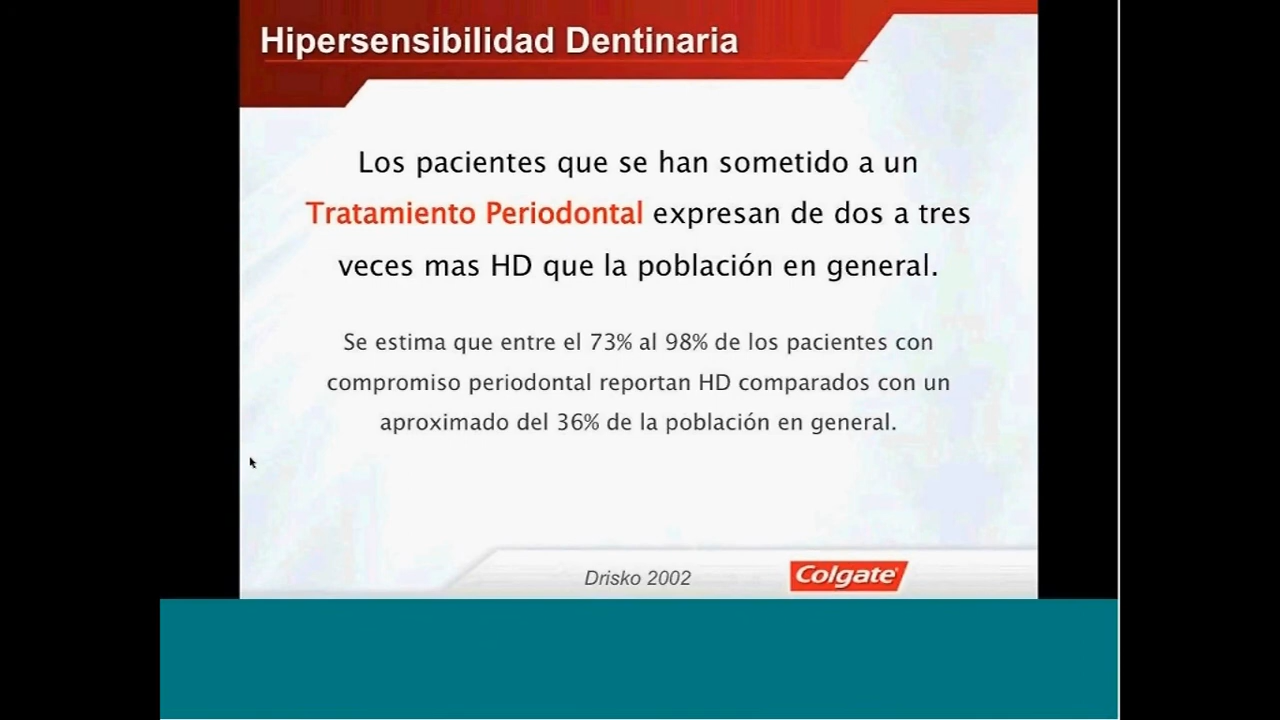 Hipersensibilidad Dentinaria
Los pacientes que se han sometido a un
Tratamiento Periodontal expresan de dos a tres
veces mas HD que la población en general.
Se estima que entre el 73% al 98% de los pacientes con
compromiso periodontal reportan HD comparados con un
aproximado del 36% de la población en general.
Drisko 2002
Colgate